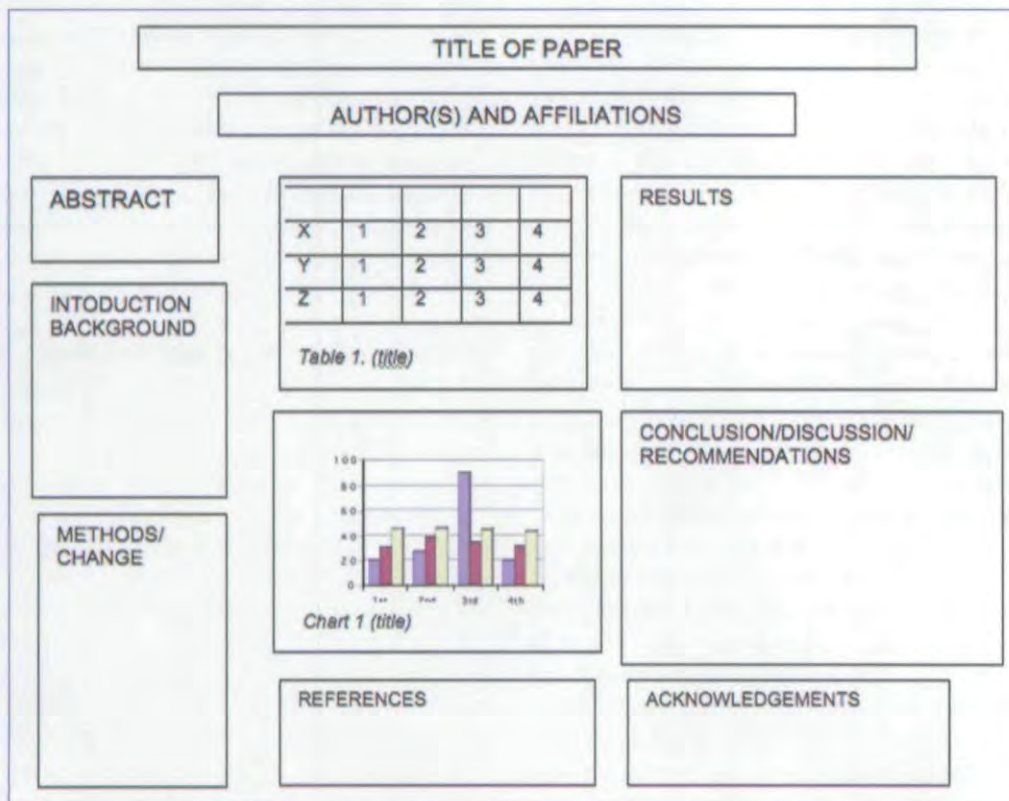 TITLE OF PAPER
AUTHOR(S) AND AFFILIATIONS
ABSTRACT
INTODUCTION
BACKGROUND
METHODS/
CHANGE
X 1 2 3 4
Y 1 2 3 4
Z 1 2 3 4
Table 1. (title)
100
80
60
40
20
0
1st 2nd 3rd 4th
Chart 1 (title)
REFERENCES
RESULTS
CONCLUSION/DISCUSSION/
RECOMMENDATIONS
ACKNOWLEDGEMENTS